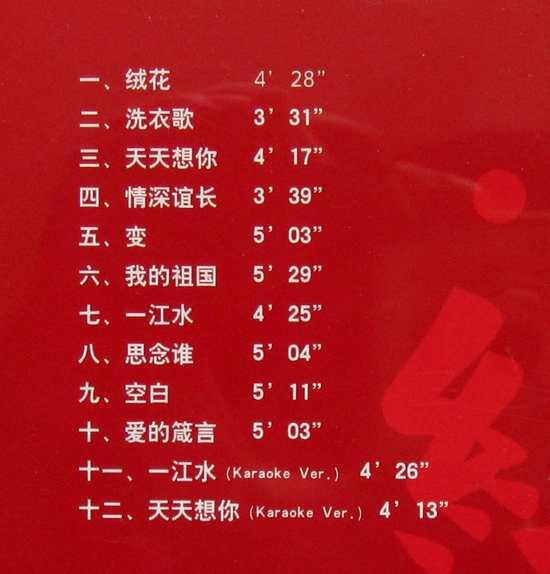 一、绒花 4'28"
二、洗衣歌 3'31"
三、天天想你 4'17"
四、情深谊长 3'39"
五、变 5'03"
六、我的祖国 5'29"
七、一江水 4'25"
八、思念谁 5'04"
九、空白 5'11"
十、爱的箴言 5'03"
十一、一江水 (Karaoke Ver.) 4'26"
十二、天天想你 (Karaoke Ver.) 4'13"